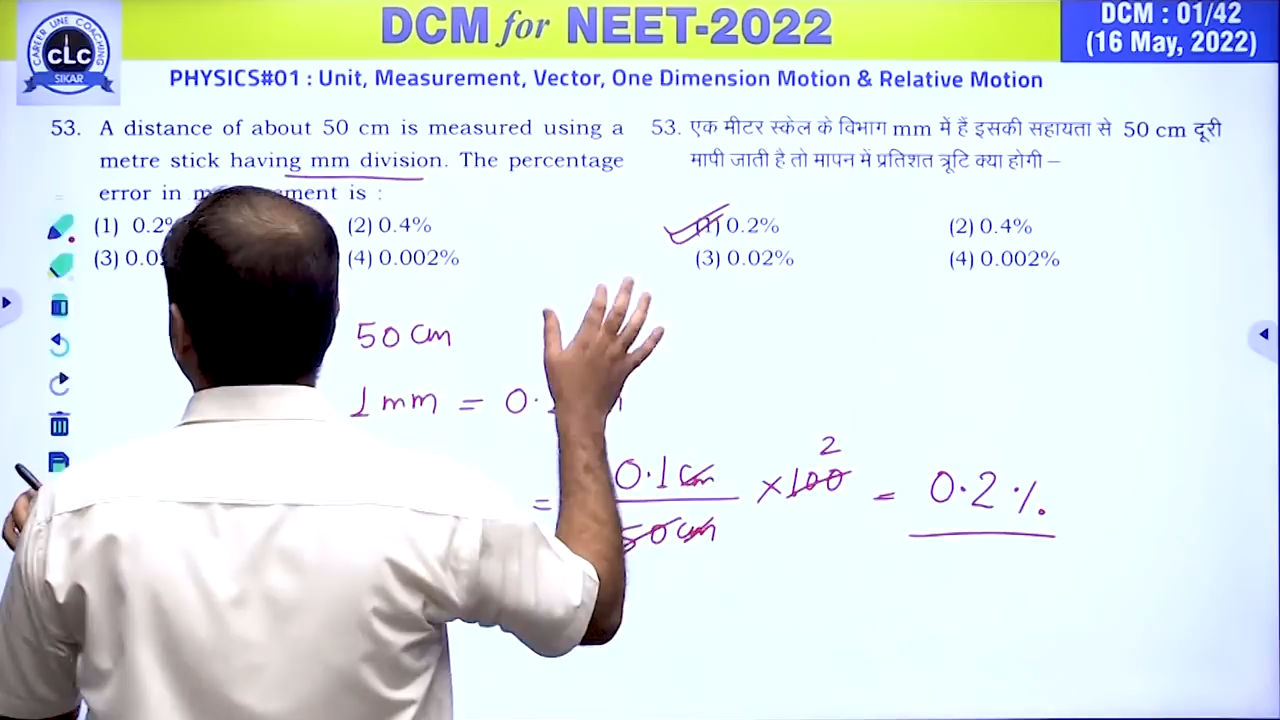 CAREER LINE COACHING
CLC
SIKAR
DCM for NEET-2022
DCM : 01/42
(16 May, 2022)
PHYSICS#01 : Unit, Measurement, Vector, One Dimension Motion & Relative Motion
53. A distance of about 50 cm is measured using a
metre stick having mm division. The percentage
error in is :
(1) 0.2% (2) 0.4%
(3) (4) 0.002%
53. एक मीटर स्केल के विभाग mm में हैं इसकी सहायता से 50 cm दूरी
मापी जाती है तो मापन में प्रतिशत त्रूटि क्या होगी –
(1) 0.2% (2) 0.4%
(3) 0.02% (4) 0.002%
50 cm
1 mm =
= 0.1 cm / 50 cm × 100 2 = 0.2 %.